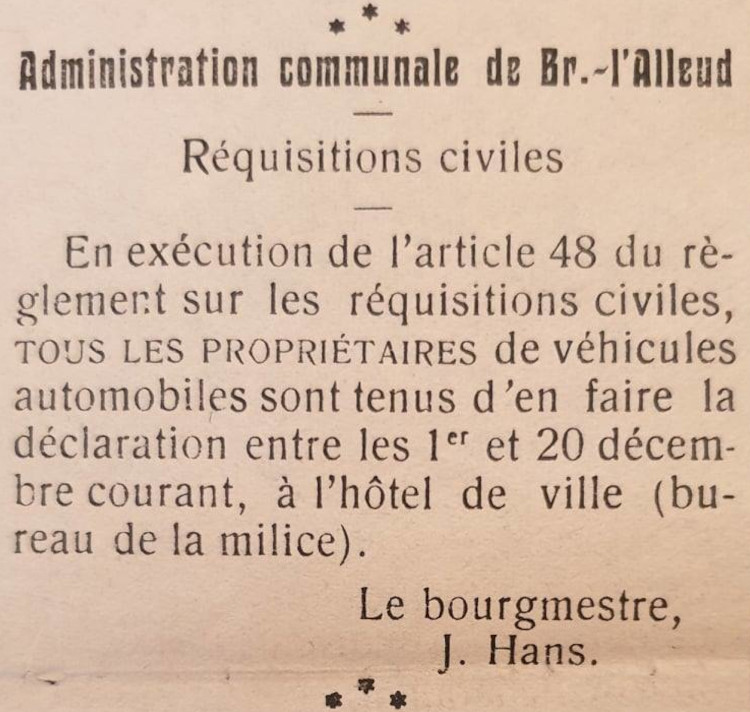 Administration communale de Br.-l'Alleud
Réquisitions civiles
En exécution de l'article 48 du rè-
glement sur les réquisitions civiles,
TOUS LES PROPRIÉTAIRES de véhicules
automobiles sont tenus d'en faire la
déclaration entre les 1er et 20 décem-
bre courant, à l'hôtel de ville (bu-
reau de la milice).
Le bourgmestre,
J. Hans.